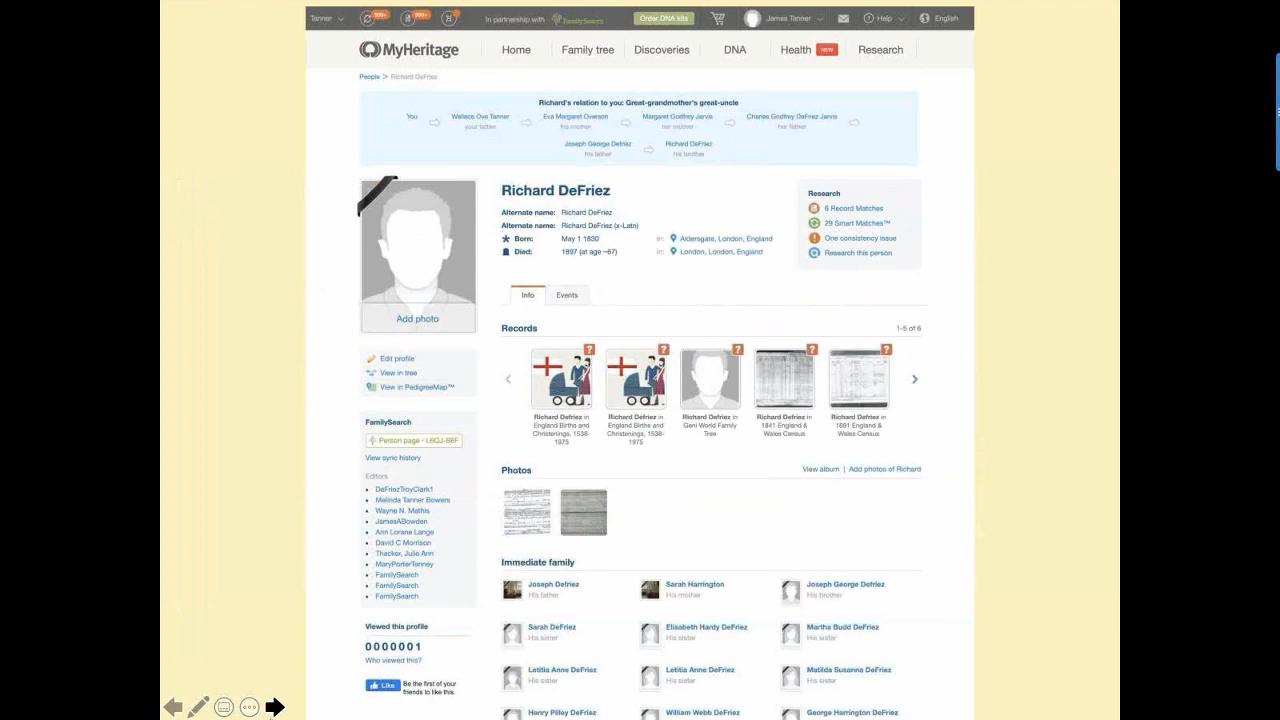 Tanner 999+ 999+ In partnership with FamilySearch Order DNA kits James Tanner Help English
MyHeritage Home Family tree Discoveries DNA Health NEW Research
People > Richard DeFriez
Richard's relation to you: Great-grandmother's great-uncle
You
Wallace Ove Tanner
your father
Eva Margaret Overson
his mother
Margaret Godfrey Jarvis
her mother
Charles Godfrey DeFriez Jarvis
her father
Joseph George Defriez
his father
Richard DeFriez
his brother
Richard DeFriez
Alternate name: Richard DeFriez
Alternate name: Richard DeFriez (x-Latn)
Born: May 1 1830 in: Aldersgate, London, England
Died: 1897 (at age ~67) in: London, London, England
Research
6 Record Matches
29 Smart Matches™
One consistency issue
Research this person
Add photo
Info Events
Records 1-5 of 6
? ? ? ? ?
Richard Defriez in
England Births and
Christenings, 1538-
1975
Richard Defriez in
England Births and
Christenings, 1538-
1975
Richard Defriez in
Geni World Family
Tree
Richard Defriez in
1841 England &
Wales Census
Richard Defriez in
1881 England &
Wales Census
Edit profile
View in tree
View in PedigreeMap™
FamilySearch
Person page -
View sync history
Editors
DeFriezTroyClark1
Melinda Tanner Bowers
Wayne N. Mathis
JamesABowden
Ann Lorane Lange
David C Morrison
Thacker, Julie Ann
MaryPorterTenney
FamilySearch
FamilySearch
FamilySearch
Viewed this profile
0000001
Who viewed this?
Like Be the first of your
friends to like this.
Photos View album | Add photos of Richard
Immediate family
Joseph Defriez
His father
Sarah Harrington
His mother
Joseph George Defriez
His brother
Sarah DeFriez
His sister
Elisabeth Hardy DeFriez
His sister
Martha Budd DeFriez
His sister
Letitia Anne DeFriez
His sister
Letitia Anne DeFriez
His sister
Matilda Susanna DeFriez
His sister
Henry Pilley DeFriez
William Webb DeFriez
George Harrington DeFriez